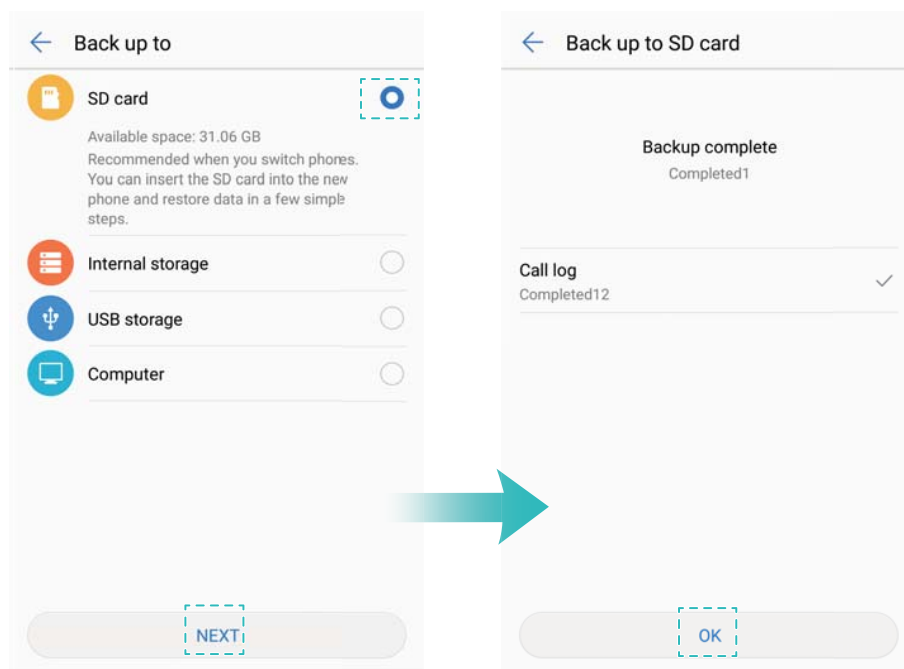 Back up to
SD card
Available space: 31.06 GB
Recommended when you switch phones.
You can insert the SD card into the new
phone and restore data in a few simple
steps.
Internal storage
USB storage
Computer
NEXT
Back up to SD card
Backup complete
Completed1
Call log
Completed12
OK